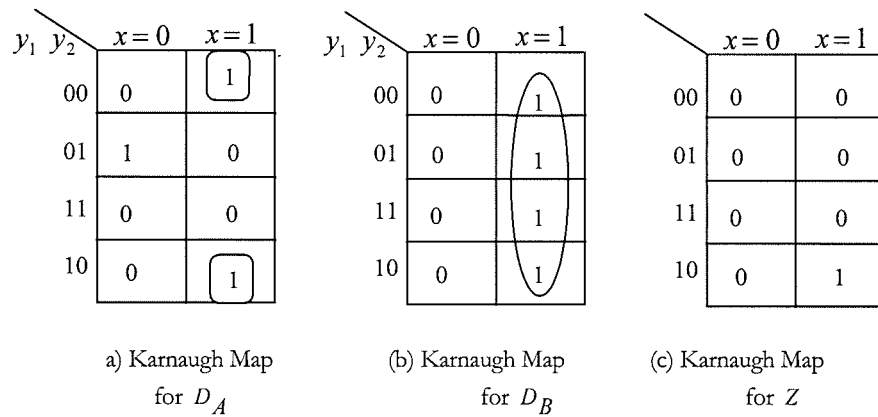 y1 y2 x=0 x=1
00 0 1
01 1 0
11 0 0
10 0 1
a) Karnaugh Map
for D_A
y1 y2 x=0 x=1
00 0 1
01 0 1
11 0 1
10 0 1
(b) Karnaugh Map
for D_B
x=0 x=1
00 0 0
01 0 0
11 0 0
10 0 1
(c) Karnaugh Map
for Z